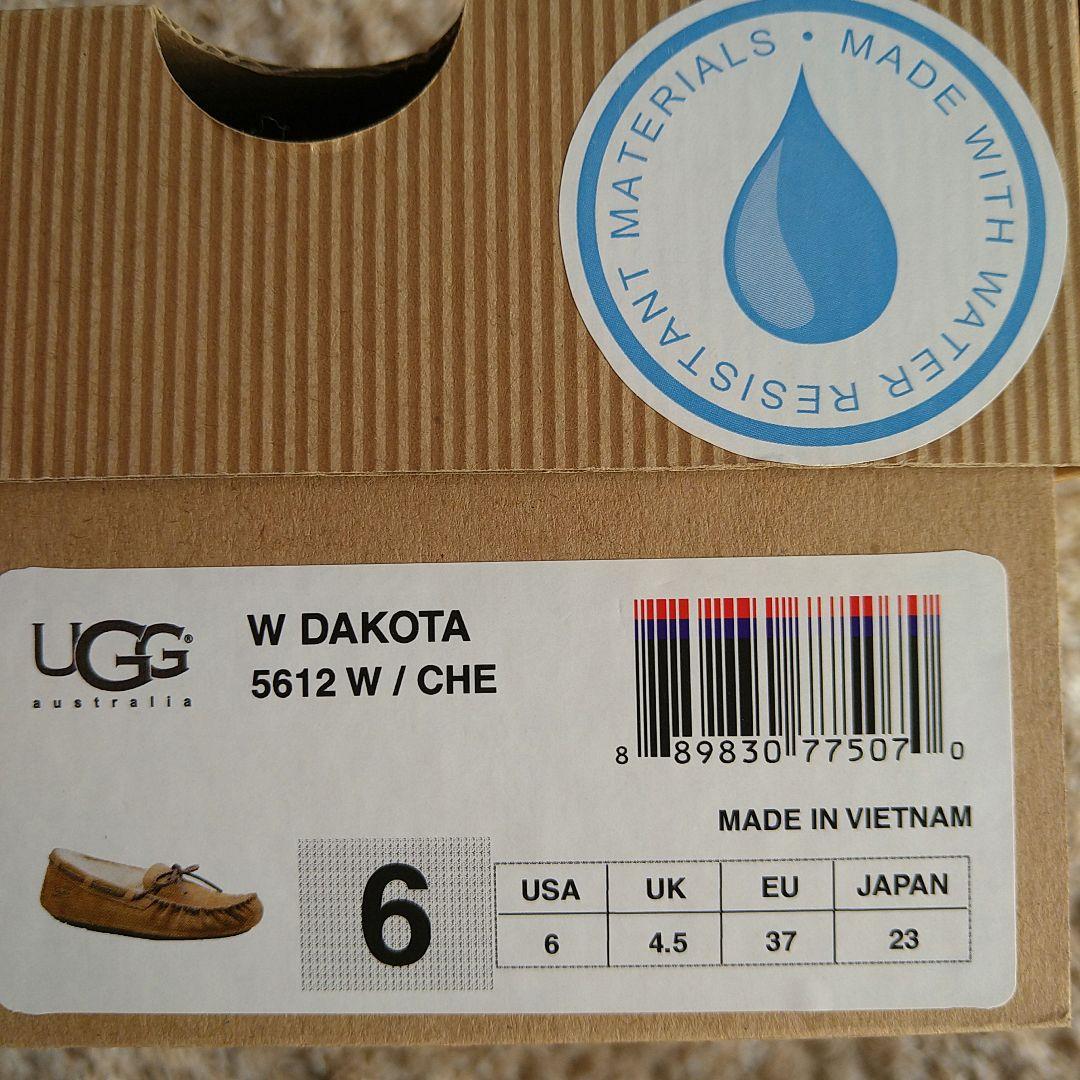 MADE WITH WATER RESISTANT MATERIALS •
UGG®
australia
W DAKOTA
5612 W / CHE
8 89830 77507 0
MADE IN VIETNAM
6
USA UK EU JAPAN
6 4.5 37 23